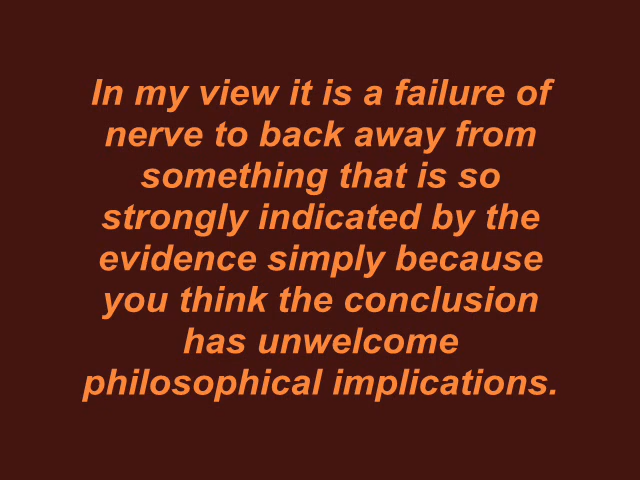 In my view it is a failure of
nerve to back away from
something that is so
strongly indicated by the
evidence simply because
you think the conclusion
has unwelcome
philosophical implications.